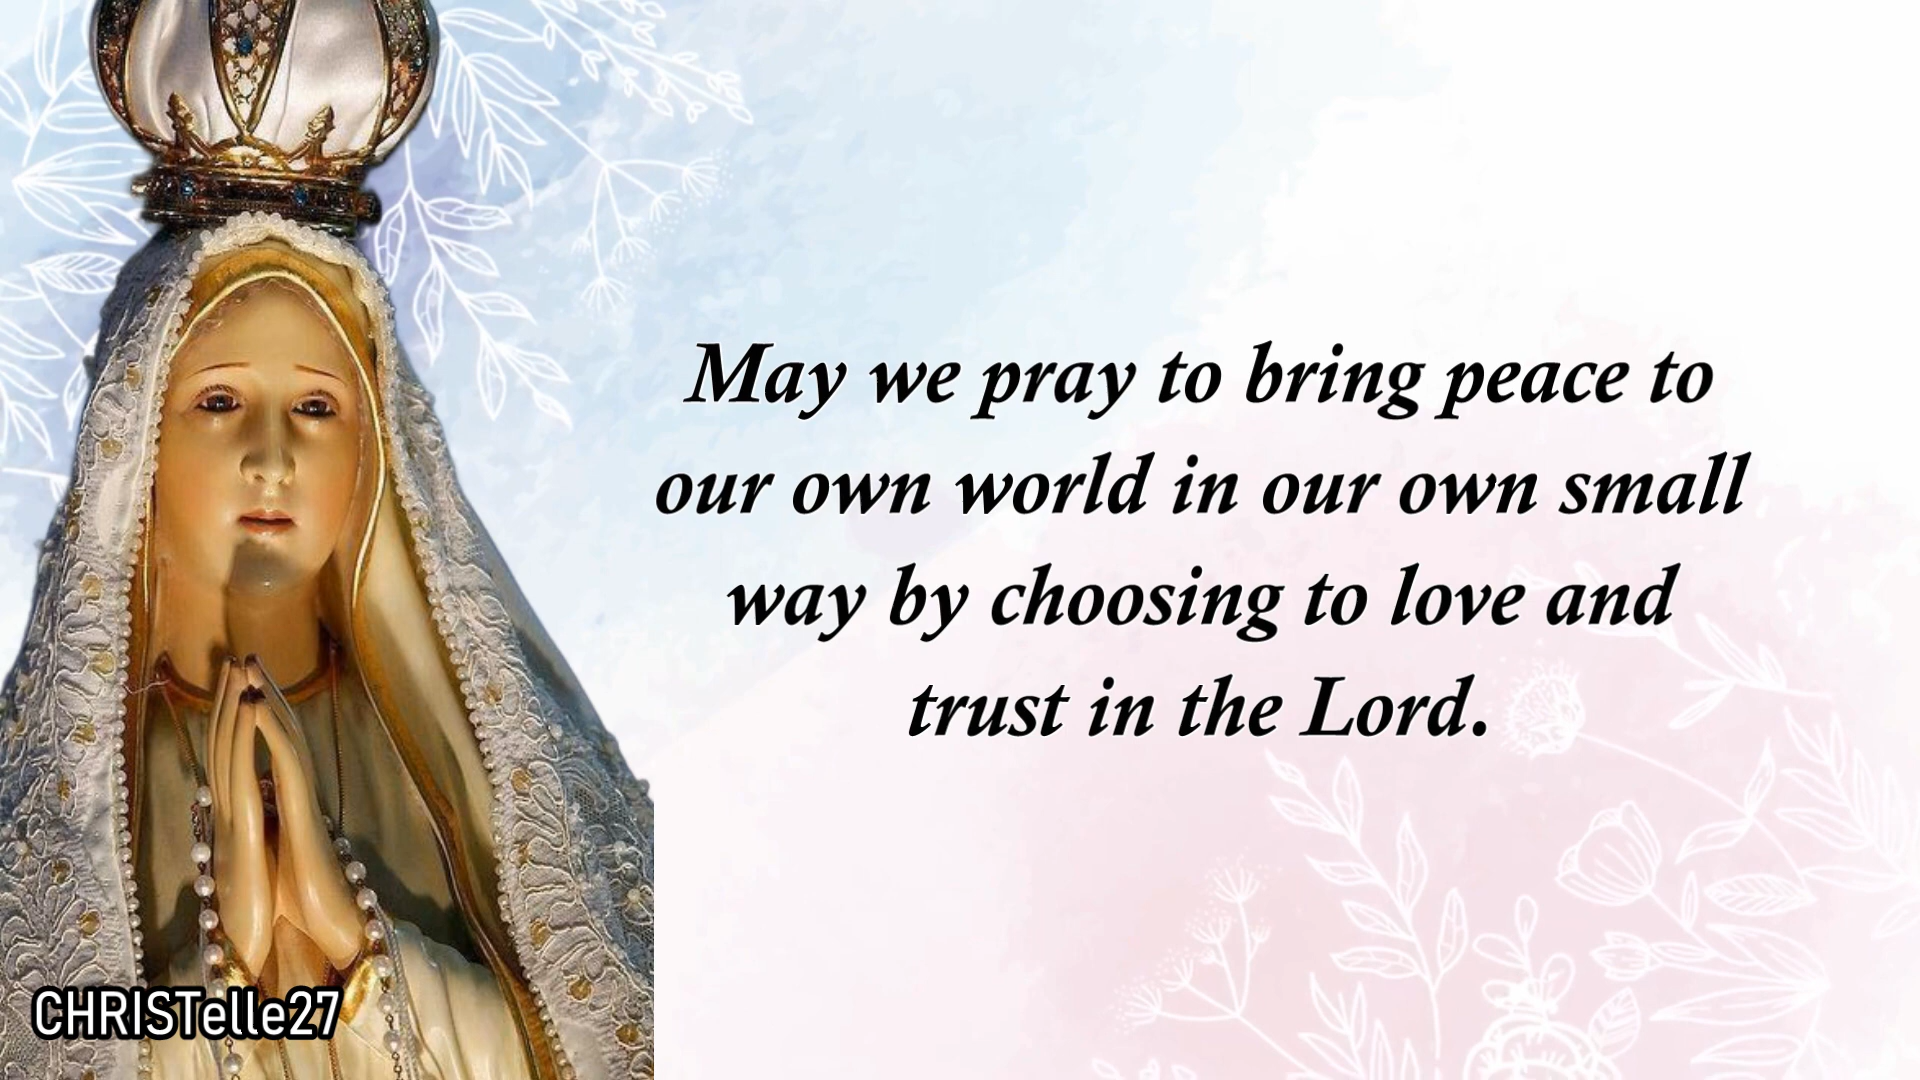 May we pray to bring peace to
our own world in our own small
way by choosing to love and
trust in the Lord.
CHRISTelle27